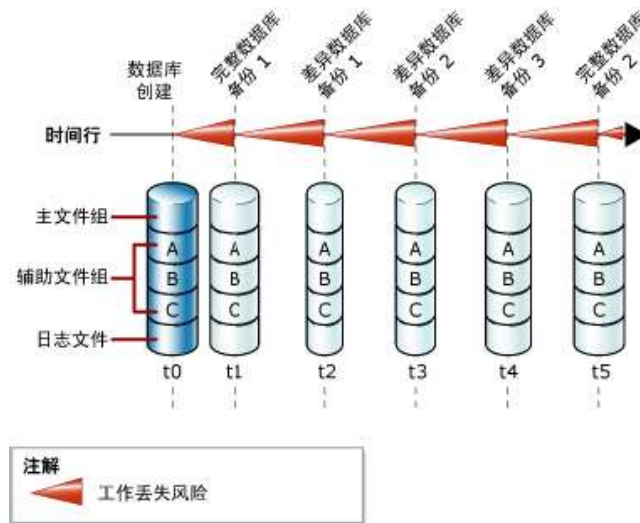 数据库
创建
完整数据库
备份 1
差异数据库
备份 1
差异数据库
备份 2
差异数据库
备份 3
完整数据库
备份 2
时间行
主文件组
辅助文件组
日志文件
A
B
C
A
B
C
A
B
C
A
B
C
A
B
C
A
B
C
t0
t1
t2
t3
t4
t5
注解
工作丢失风险